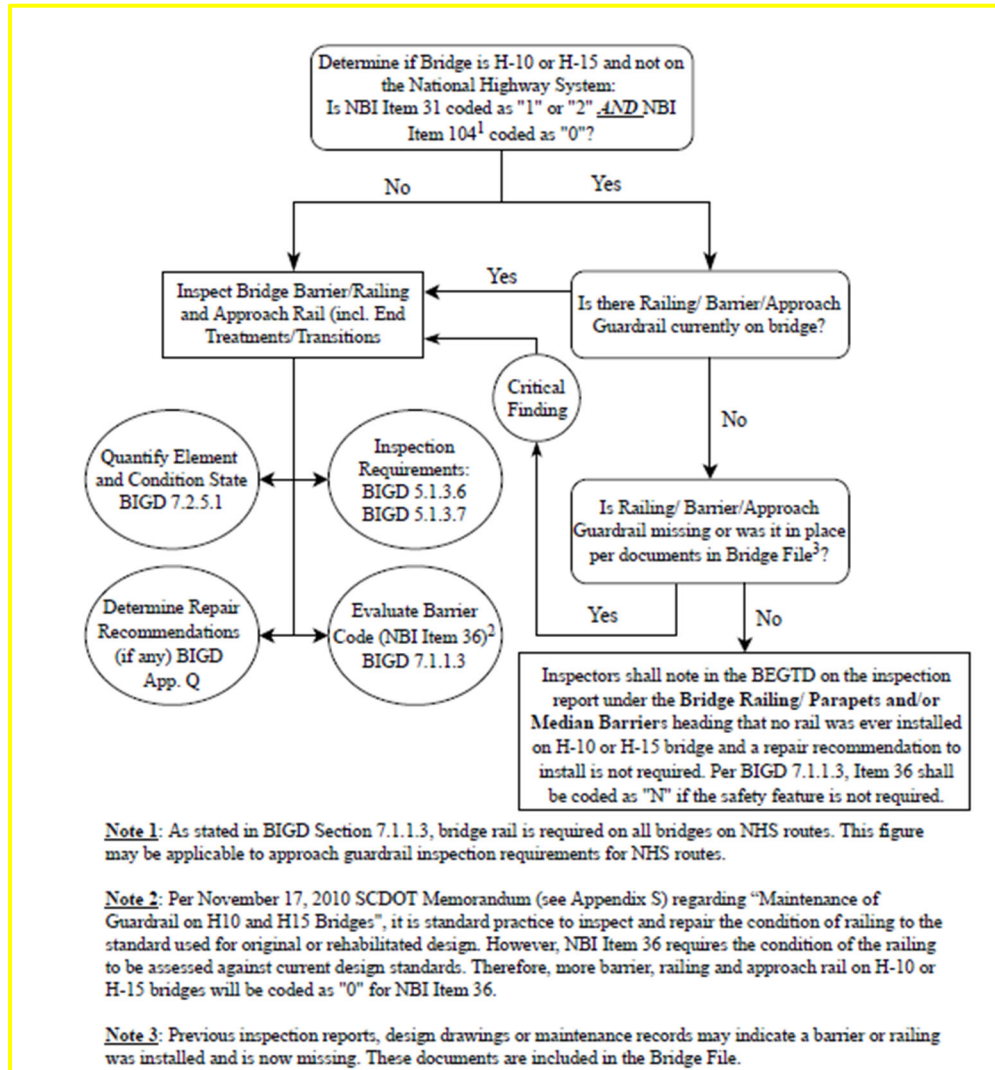 Determine if Bridge is H-10 or H-15 and not on
the National Highway System:
Is NBI Item 31 coded as "1" or "2" AND NBI
Item 104¹ coded as "0"?
No
Yes
Inspect Bridge Barrier/Railing
and Approach Rail (incl. End
Treatments/Transitions
Yes
Is there Railing/ Barrier/Approach
Guardrail currently on bridge?
Critical
Finding
No
Quantify Element
and Condition State
BIGD 7.2.5.1
Inspection
Requirements:
BIGD 5.1.3.6
BIGD 5.1.3.7
Is Railing/ Barrier/Approach
Guardrail missing or was it in place
per documents in Bridge File³?
Yes
No
Determine Repair
Recommendations
(if any) BIGD
App. Q
Evaluate Barrier
Code (NBI Item 36)²
BIGD 7.1.1.3
Inspectors shall note in the BEGTD on the inspection
report under the Bridge Railing/ Parapets and/or
Median Barriers heading that no rail was ever installed
on H-10 or H-15 bridge and a repair recommendation to
install is not required. Per BIGD 7.1.1.3, Item 36 shall
be coded as "N" if the safety feature is not required.
Note 1: As stated in BIGD Section 7.1.1.3, bridge rail is required on all bridges on NHS routes. This figure
may be applicable to approach guardrail inspection requirements for NHS routes.
Note 2: Per November 17, 2010 SCDOT Memorandum (see Appendix S) regarding “Maintenance of
Guardrail on H10 and H15 Bridges”, it is standard practice to inspect and repair the condition of railing to the
standard used for original or rehabilitated design. However, NBI Item 36 requires the condition of the railing
to be assessed against current design standards. Therefore, more barrier, railing and approach rail on H-10 or
H-15 bridges will be coded as "0" for NBI Item 36.
Note 3: Previous inspection reports, design drawings or maintenance records may indicate a barrier or railing
was installed and is now missing. These documents are included in the Bridge File.